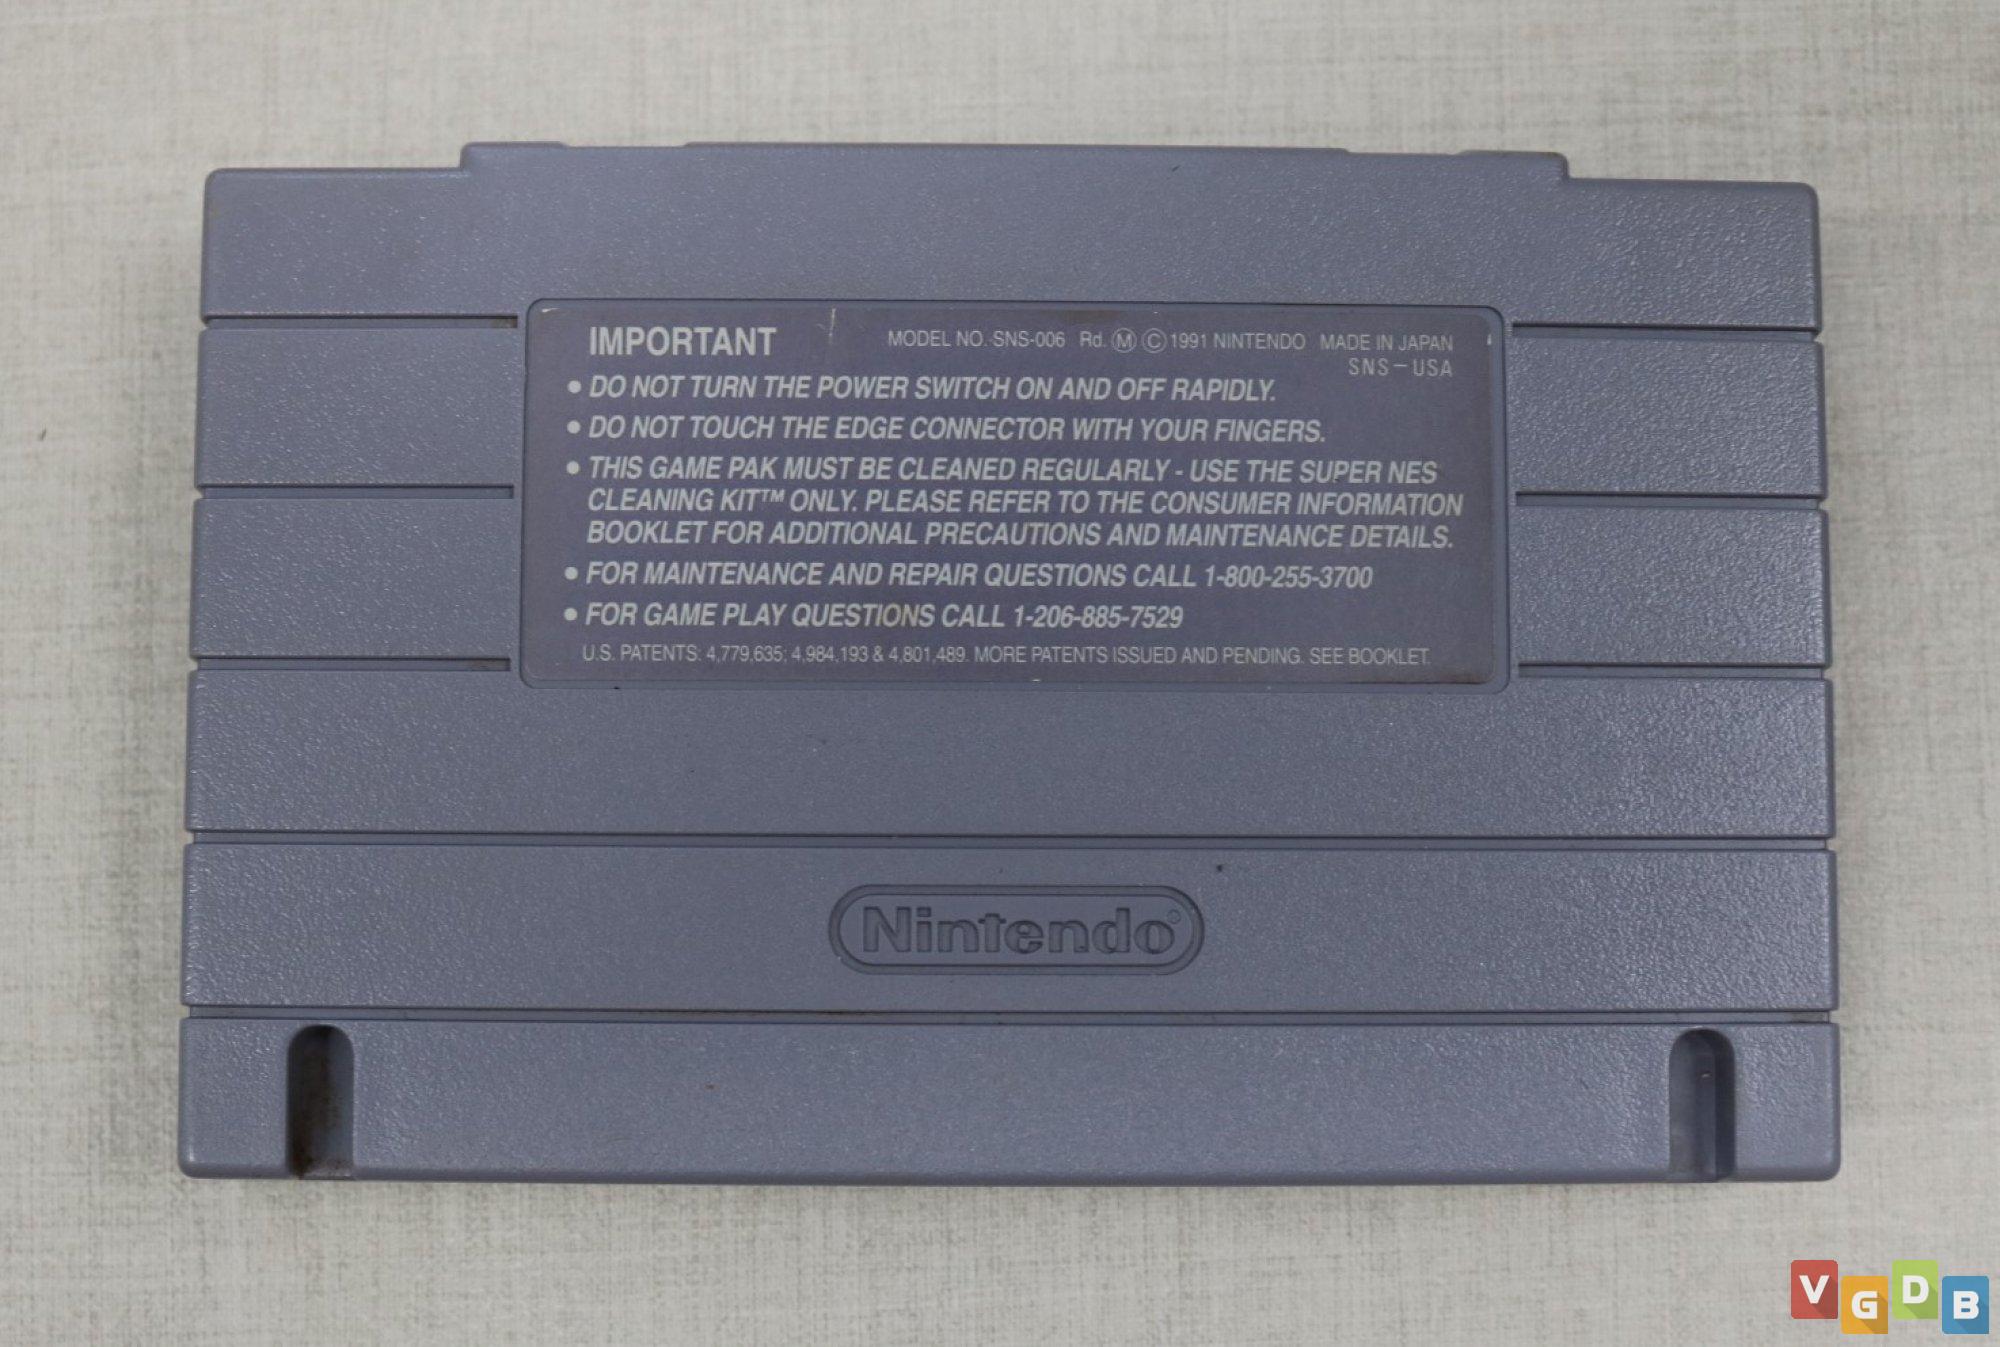 IMPORTANT MODEL NO. SNS-006 Rd. Ⓜ Ⓒ 1991 NINTENDO MADE IN JAPAN
SNS-USA
• DO NOT TURN THE POWER SWITCH ON AND OFF RAPIDLY.
• DO NOT TOUCH THE EDGE CONNECTOR WITH YOUR FINGERS.
• THIS GAME PAK MUST BE CLEANED REGULARLY - USE THE SUPER NES
CLEANING KIT™ ONLY. PLEASE REFER TO THE CONSUMER INFORMATION
BOOKLET FOR ADDITIONAL PRECAUTIONS AND MAINTENANCE DETAILS.
• FOR MAINTENANCE AND REPAIR QUESTIONS CALL 1-800-255-3700
• FOR GAME PLAY QUESTIONS CALL 1-206-885-7529
U.S. PATENTS: 4,779,635; 4,984,193 & 4,801,489. MORE PATENTS ISSUED AND PENDING. SEE BOOKLET.
Nintendo®
VGDB